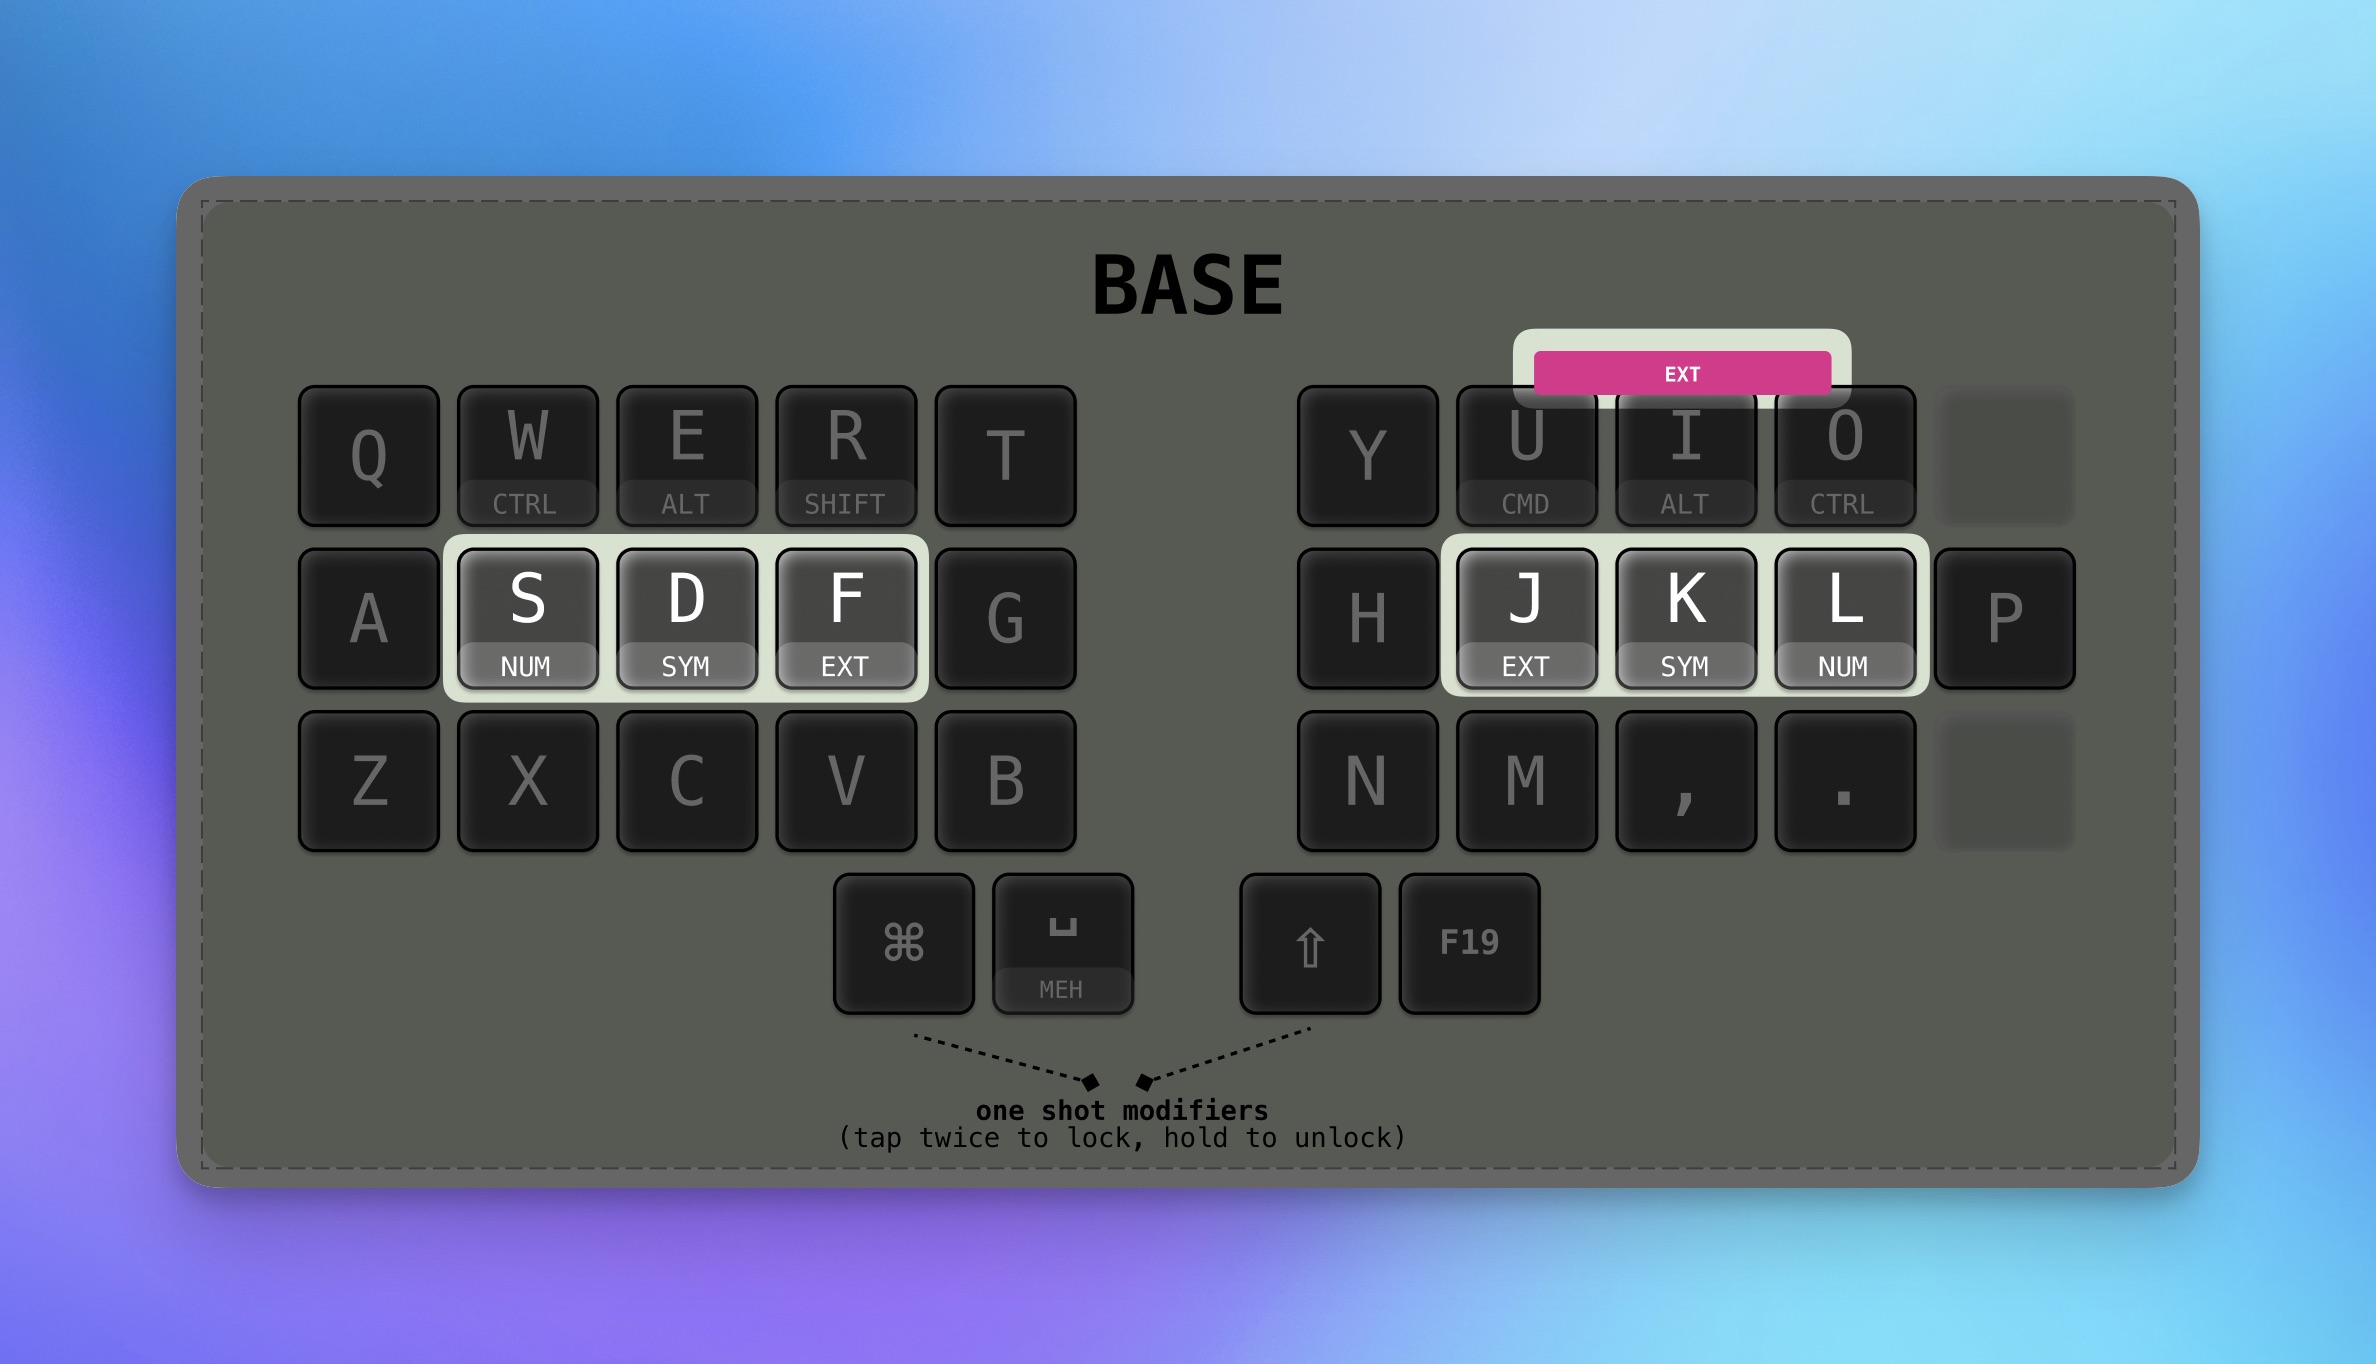 BASE
EXT
Q W E R T Y U I O
CTRL ALT SHIFT CMD ALT CTRL
A S D F G H J K L P
NUM SYM EXT EXT SYM NUM
Z X C V B N M , .
⌘ ␣ ⇧ F19
MEH
one shot modifiers
(tap twice to lock, hold to unlock)